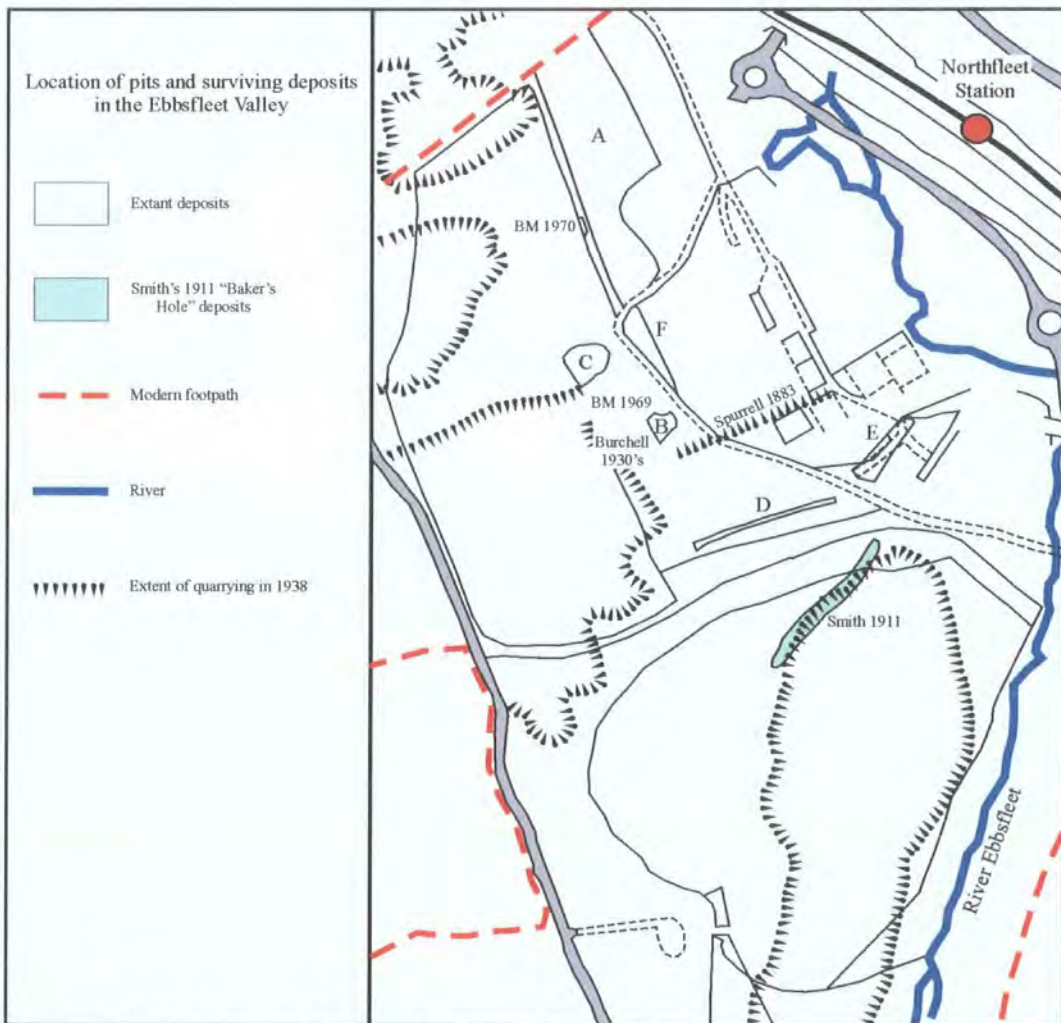 Location of pits and surviving deposits
in the Ebbsfleet Valley
Extant deposits
Smith's 1911 "Baker's
Hole" deposits
Modern footpath
River
Extent of quarrying in 1938
Northfleet
Station
A
BM 1970
F
C
BM 1969
B
Spurrell 1883
Burchell
1930's
E
D
Smith 1911
River Ebbsfleet